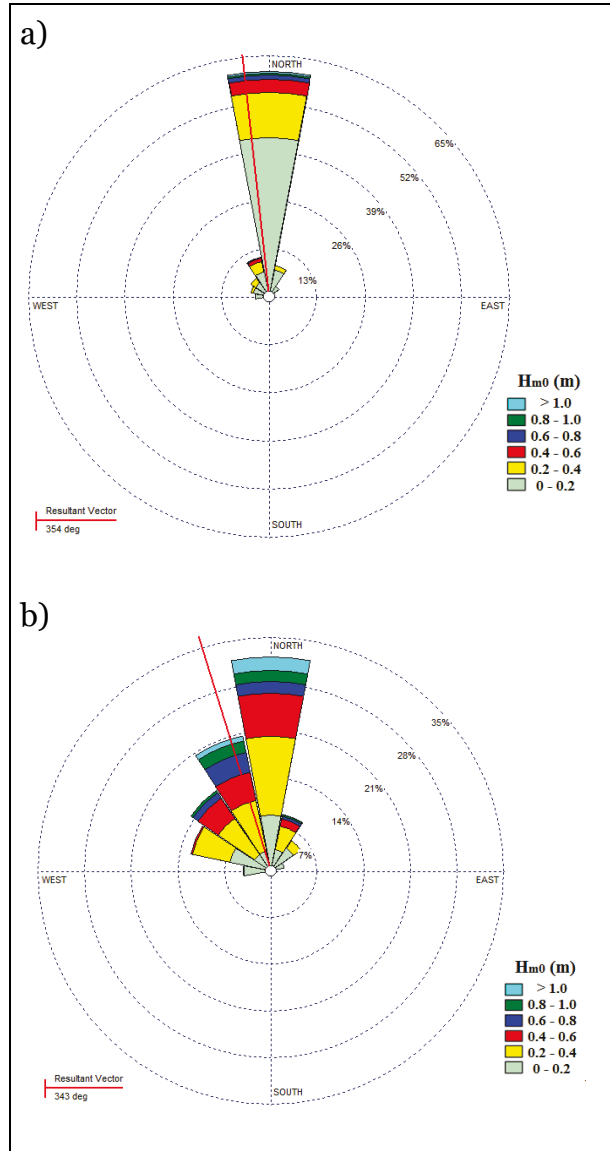 a)
NORTH
65%
52%
39%
26%
13%
WEST
EAST
Hm0 (m)
> 1.0
0.8 - 1.0
0.6 - 0.8
0.4 - 0.6
0.2 - 0.4
0 - 0.2
Resultant Vector
354 deg
SOUTH
b)
NORTH
35%
28%
21%
14%
7%
WEST
EAST
Hm0 (m)
> 1.0
0.8 - 1.0
0.6 - 0.8
0.4 - 0.6
0.2 - 0.4
0 - 0.2
Resultant Vector
343 deg
SOUTH